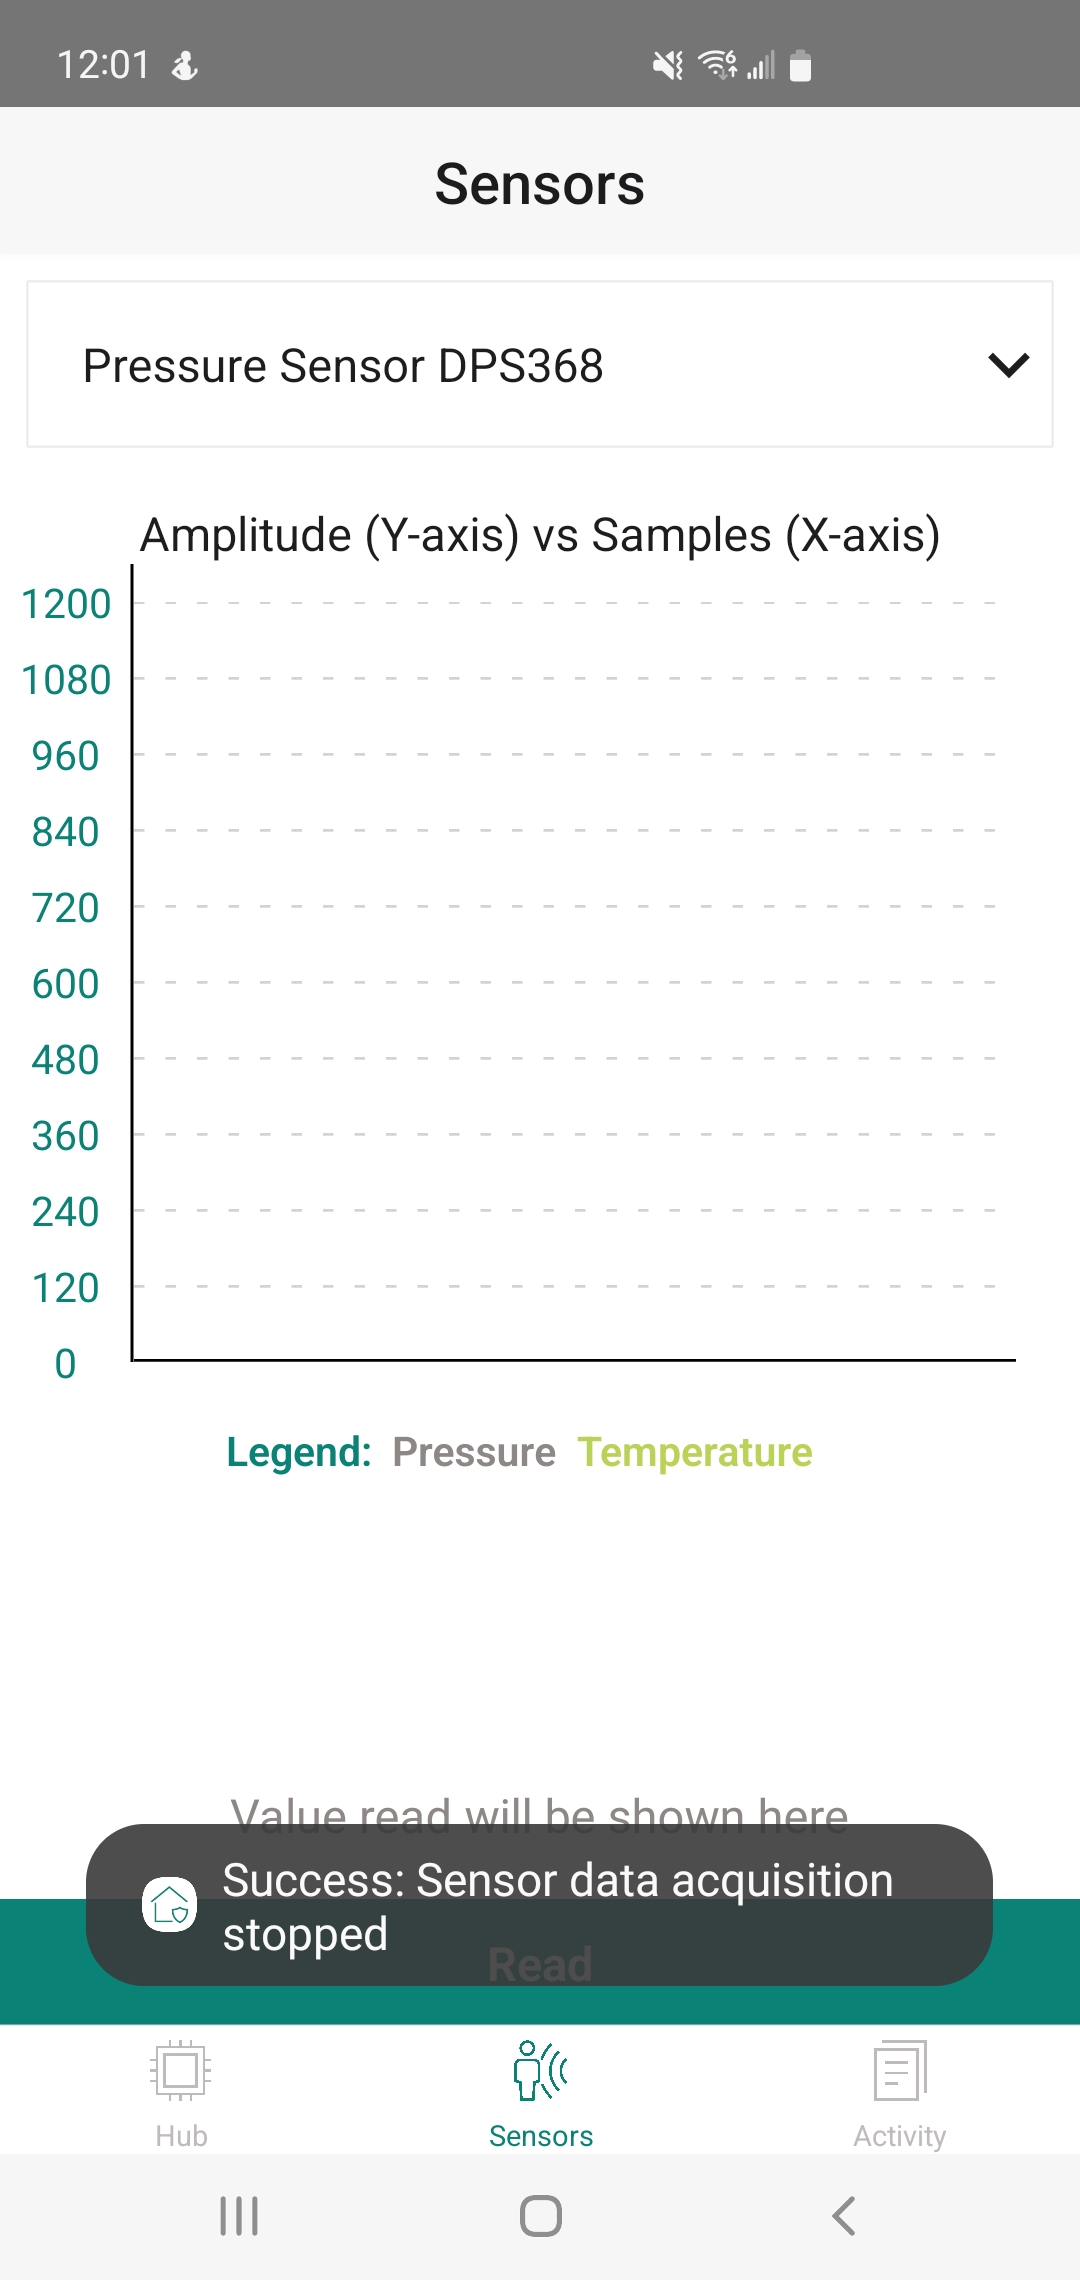 12:01
Sensors
Pressure Sensor DPS368
Amplitude (Y-axis) vs Samples (X-axis)
1200
1080
960
840
720
600
480
360
240
120
0
Legend: Pressure Temperature
Value read will be shown here
Success: Sensor data acquisition
stopped
Read
Hub Sensors Activity